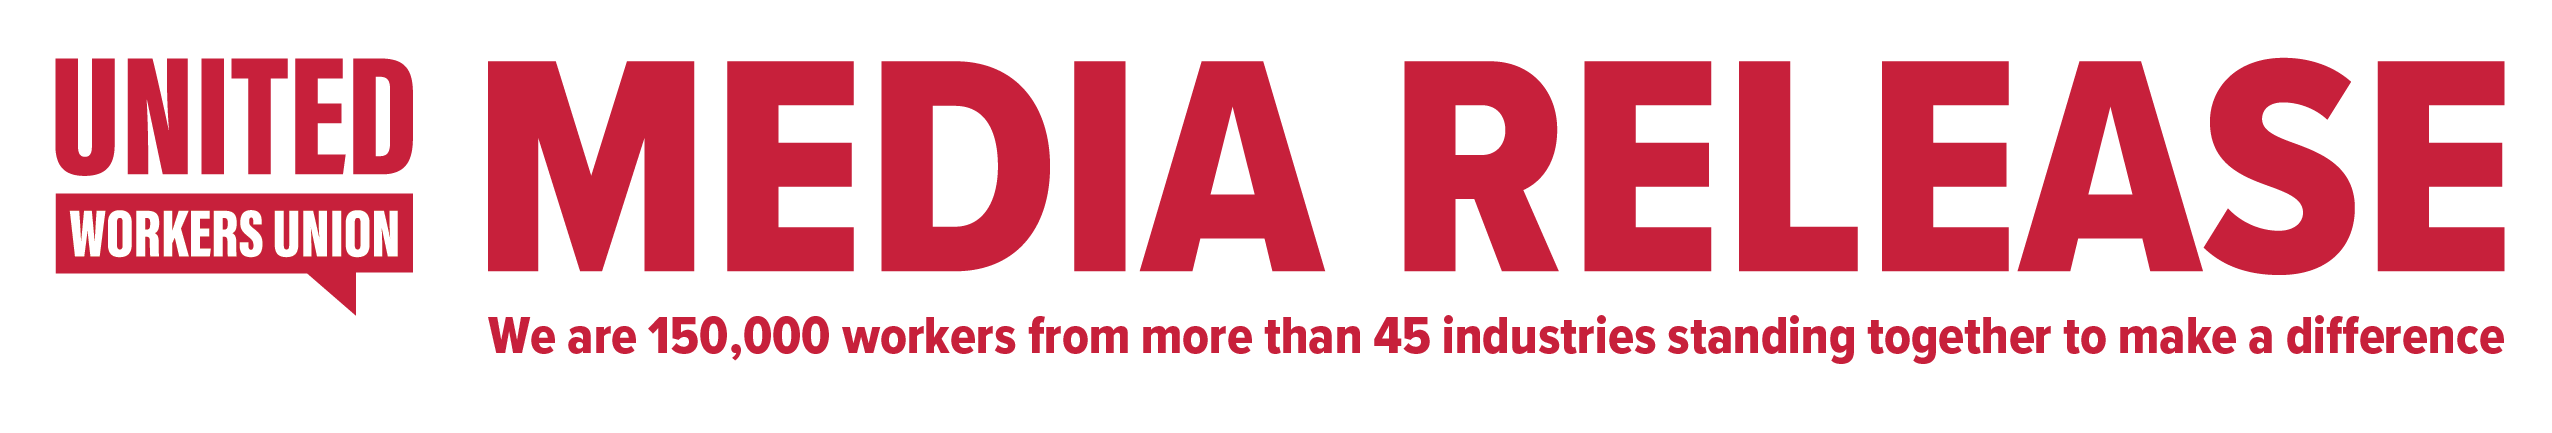 UNITED
WORKERS UNION
MEDIA RELEASE
We are 150,000 workers from more than 45 industries standing together to make a difference